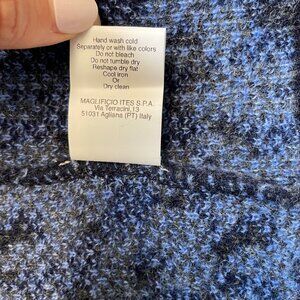 Hand wash cold
Separately or with like colors
Do not bleach
Do not tumble dry
Reshape dry flat
Cool iron
Or
Dry clean
MAGLIFICIO ITES S.P.A.
Via Terracini,13
51031 Agliana (PT) Italy